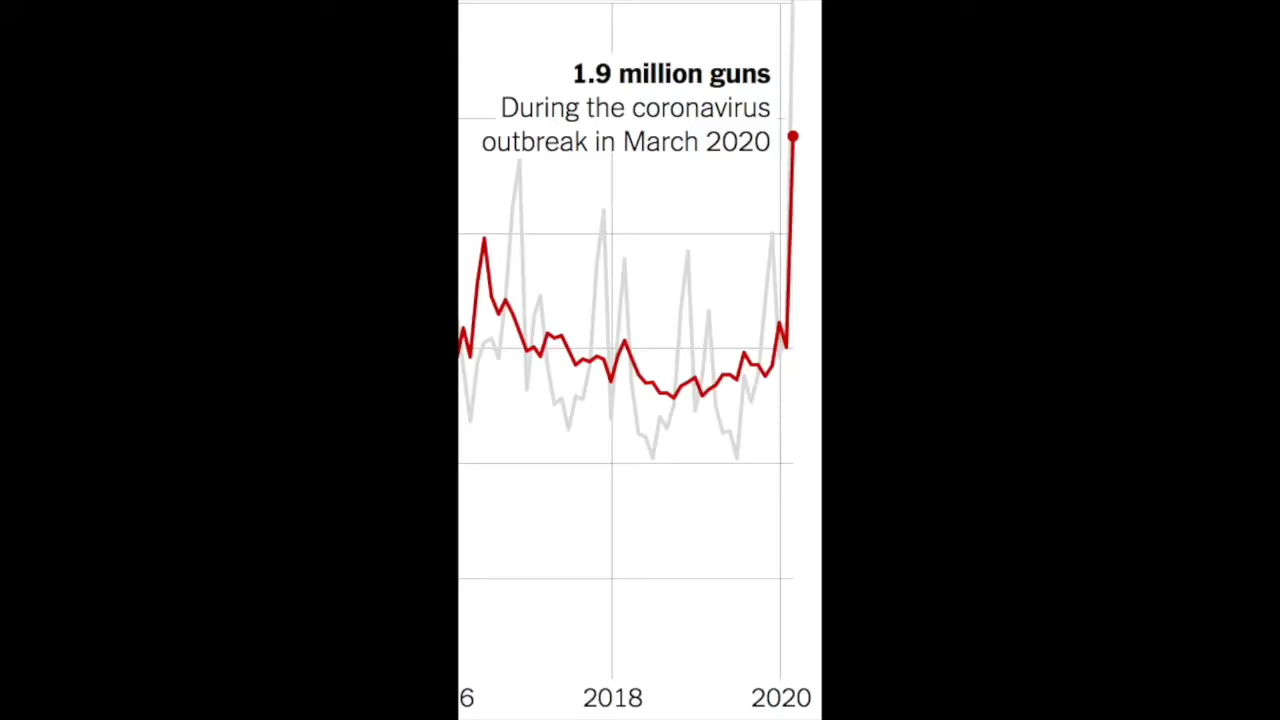 1.9 million guns
During the coronavirus
outbreak in March 2020
6
2018
2020